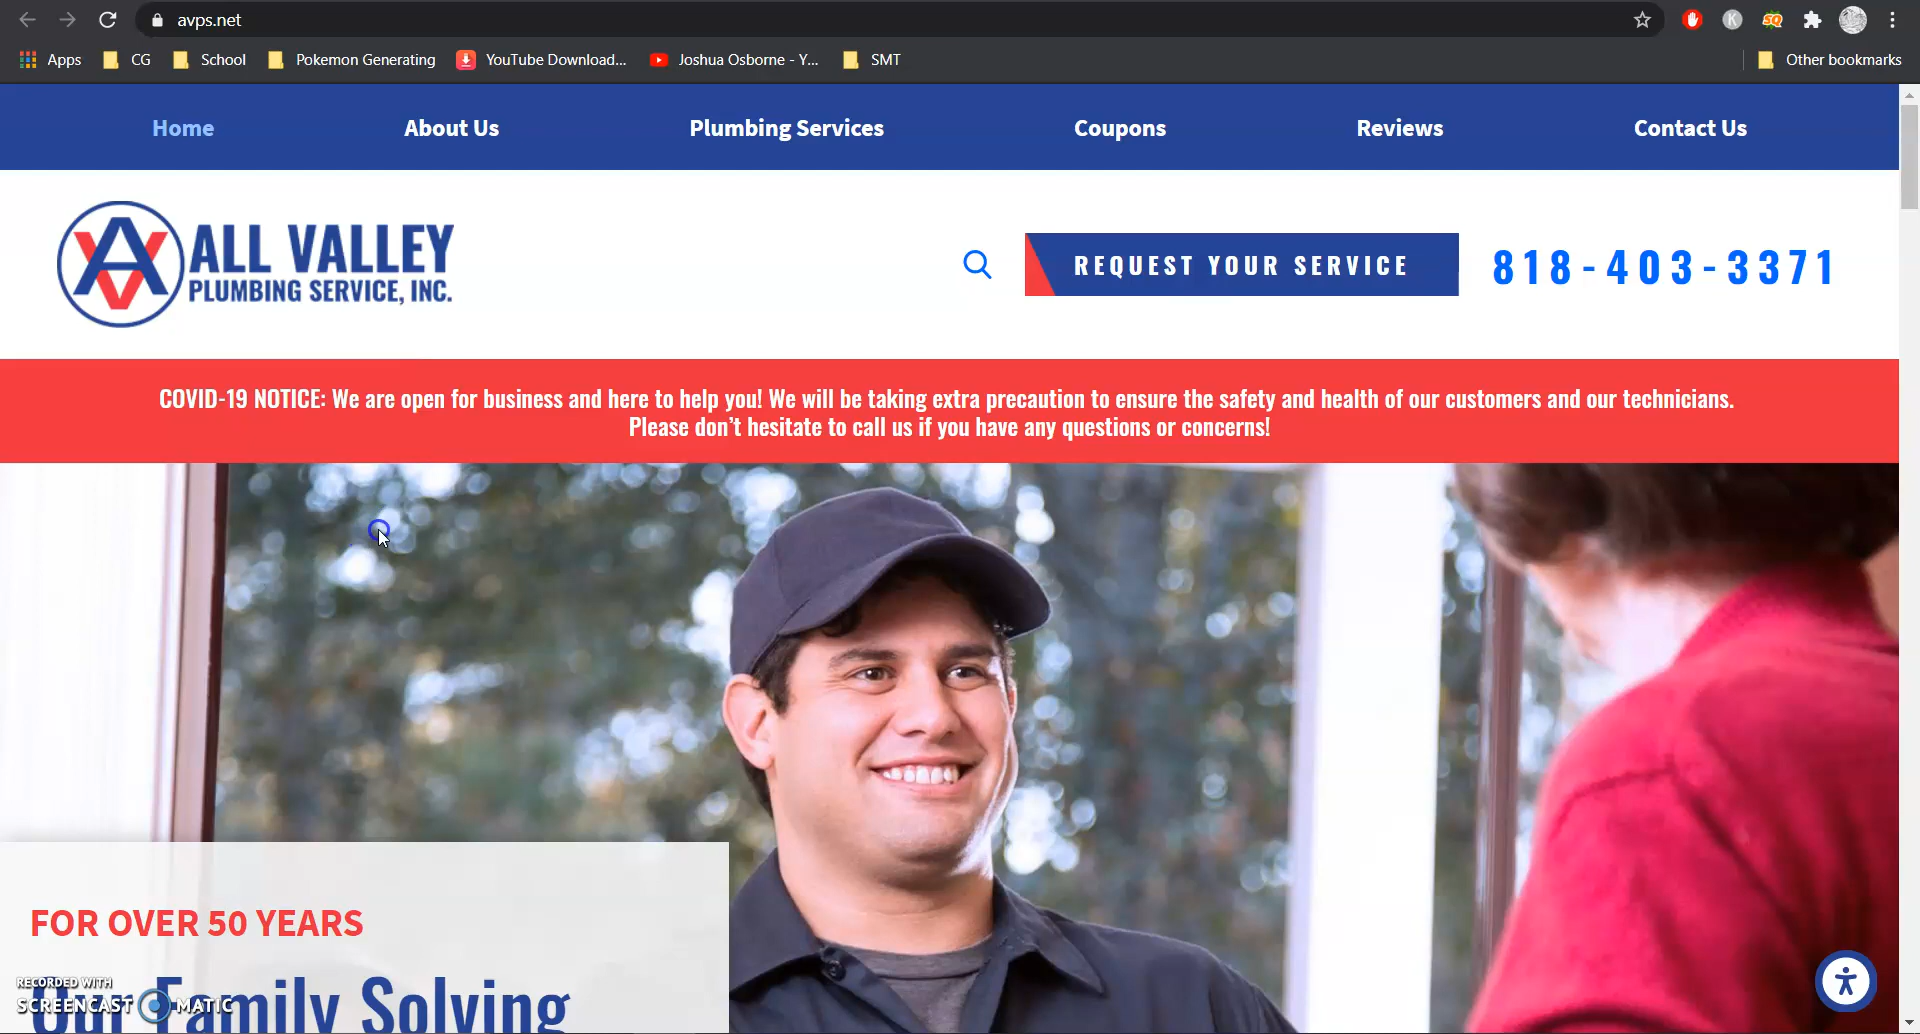 avps.net
Apps CG School Pokemon Generating YouTube Download... Joshua Osborne - Y... SMT Other bookmarks
Home About Us Plumbing Services Coupons Reviews Contact Us
ALL VALLEY
PLUMBING SERVICE, INC.
REQUEST YOUR SERVICE 818-403-3371
COVID-19 NOTICE: We are open for business and here to help you! We will be taking extra precaution to ensure the safety and health of our customers and our technicians.
Please don't hesitate to call us if you have any questions or concerns!
FOR OVER 50 YEARS
Our Family Solving
RECORDED WITH
SCREENCAST MATIC